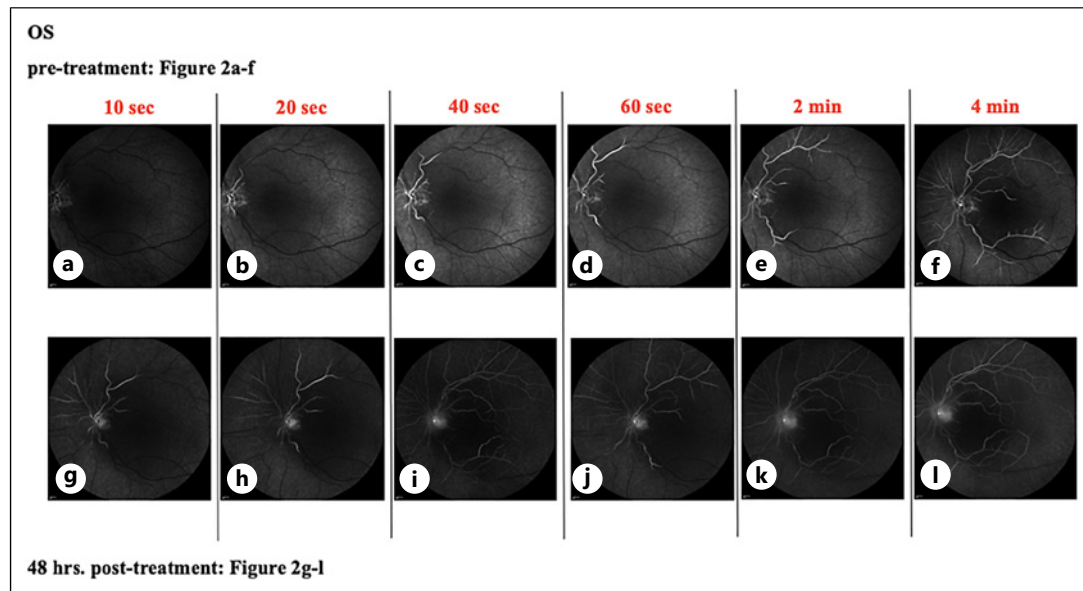 OS
pre-treatment: Figure 2a-f
10 sec 20 sec 40 sec 60 sec 2 min 4 min
a b c d e f
g h i j k l
48 hrs. post-treatment: Figure 2g-l